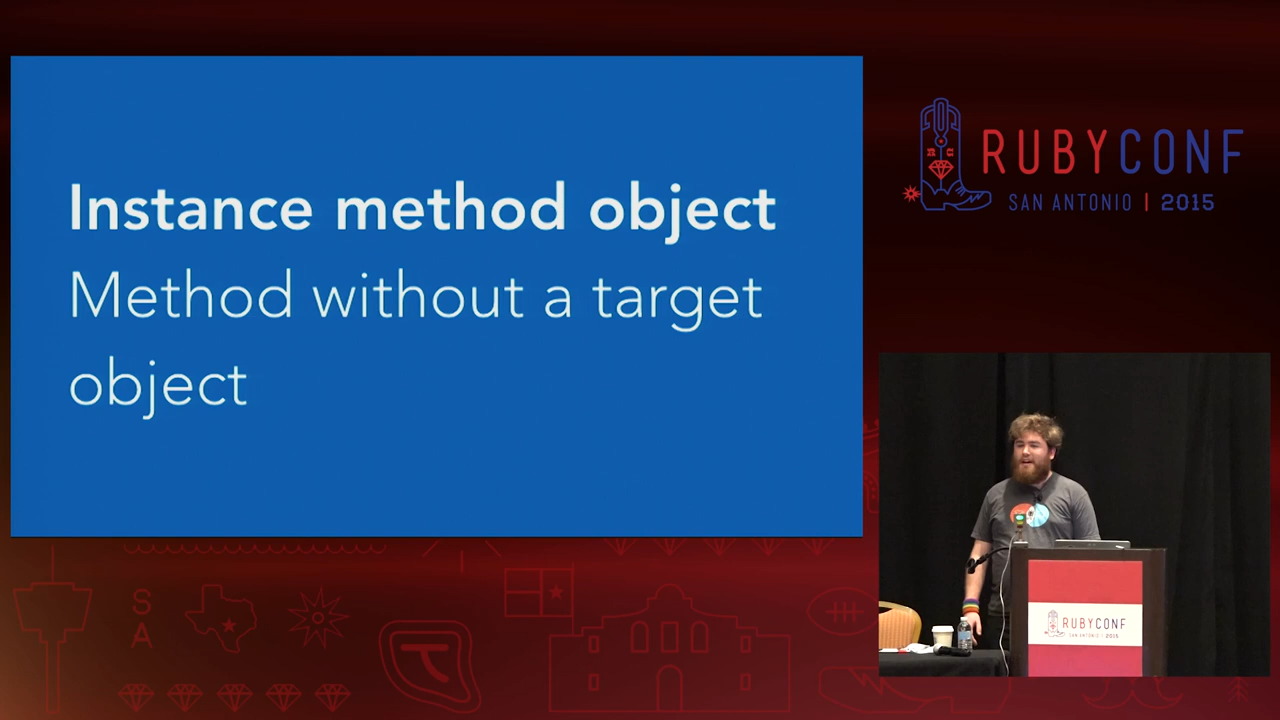 Instance method object
Method without a target
object
RUBYCONF
SAN ANTONIO | 2015
RUBYCONF
SAN ANTONIO | 2015
S
A